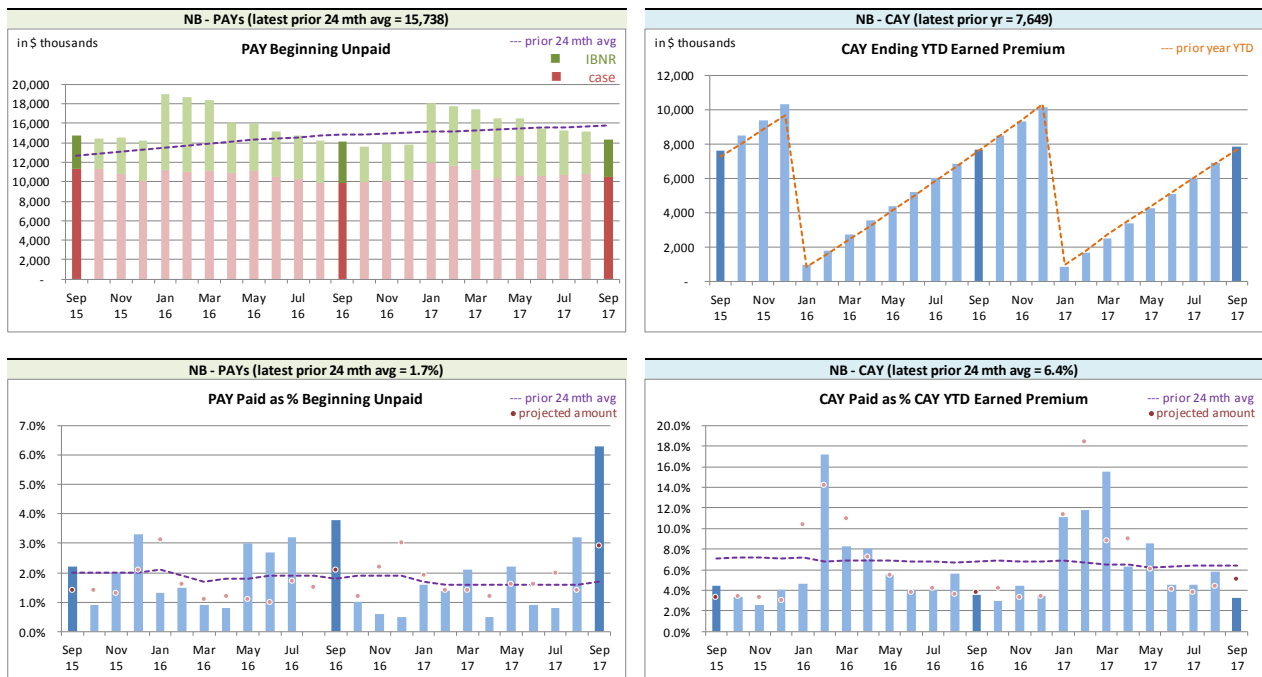 NB - PAYs (latest prior 24 mth avg = 15,738)
in $ thousands
PAY Beginning Unpaid
--- prior 24 mth avg
IBNR
case
20,000
18,000
16,000
14,000
12,000
10,000
8,000
6,000
4,000
2,000
-
Sep Nov Jan Mar May Jul Sep Nov Jan Mar May Jul Sep
15 15 16 16 16 16 16 16 17 17 17 17 17
NB - CAY (latest prior yr = 7,649)
in $ thousands
CAY Ending YTD Earned Premium
--- prior year YTD
12,000
10,000
8,000
6,000
4,000
2,000
-
Sep Nov Jan Mar May Jul Sep Nov Jan Mar May Jul Sep
15 15 16 16 16 16 16 16 17 17 17 17 17
NB - PAYs (latest prior 24 mth avg = 1.7%)
PAY Paid as % Beginning Unpaid
--- prior 24 mth avg
projected amount
7.0%
6.0%
5.0%
4.0%
3.0%
2.0%
1.0%
0.0%
Sep Nov Jan Mar May Jul Sep Nov Jan Mar May Jul Sep
15 15 16 16 16 16 16 16 17 17 17 17 17
NB - CAY (latest prior 24 mth avg = 6.4%)
CAY Paid as % CAY YTD Earned Premium
--- prior 24 mth avg
projected amount
20.0%
18.0%
16.0%
14.0%
12.0%
10.0%
8.0%
6.0%
4.0%
2.0%
0.0%
Sep Nov Jan Mar May Jul Sep Nov Jan Mar May Jul Sep
15 15 16 16 16 16 16 16 17 17 17 17 17